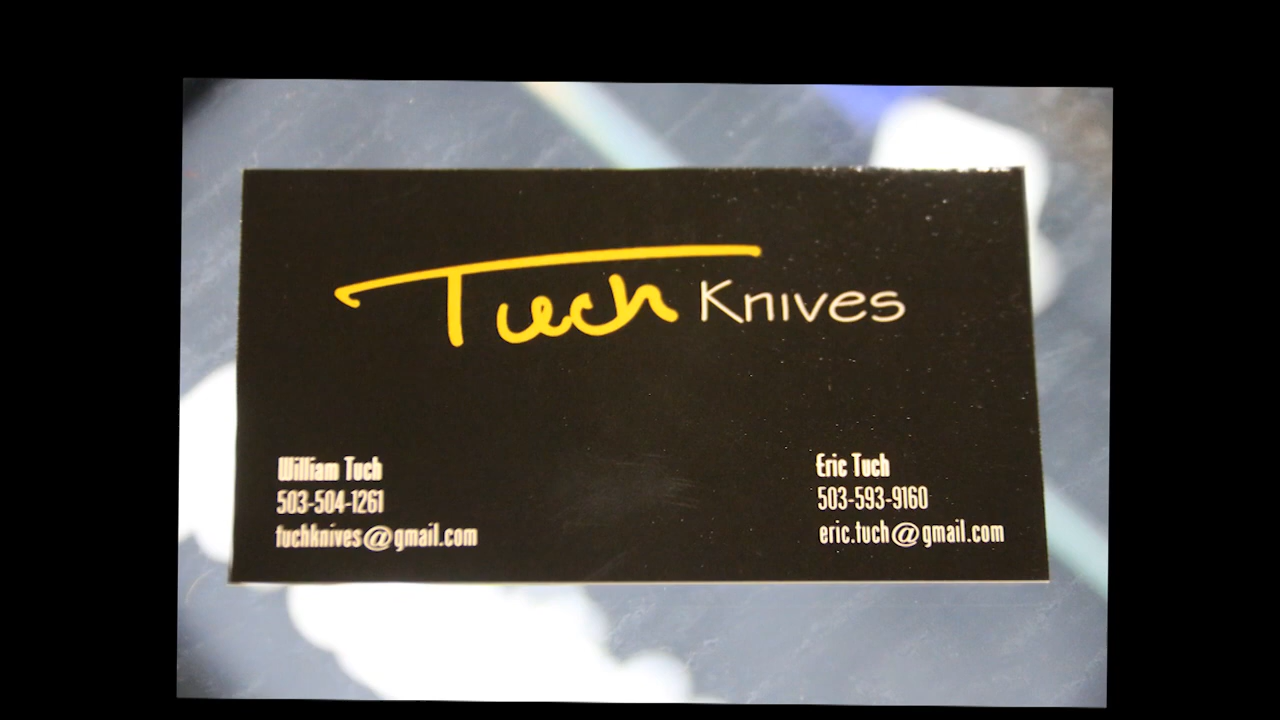 Tuch Knives
William Tuch
503-504-1261
tuchknives@gmail.com
Eric Tuch
503-593-9160
eric.tuch@gmail.com